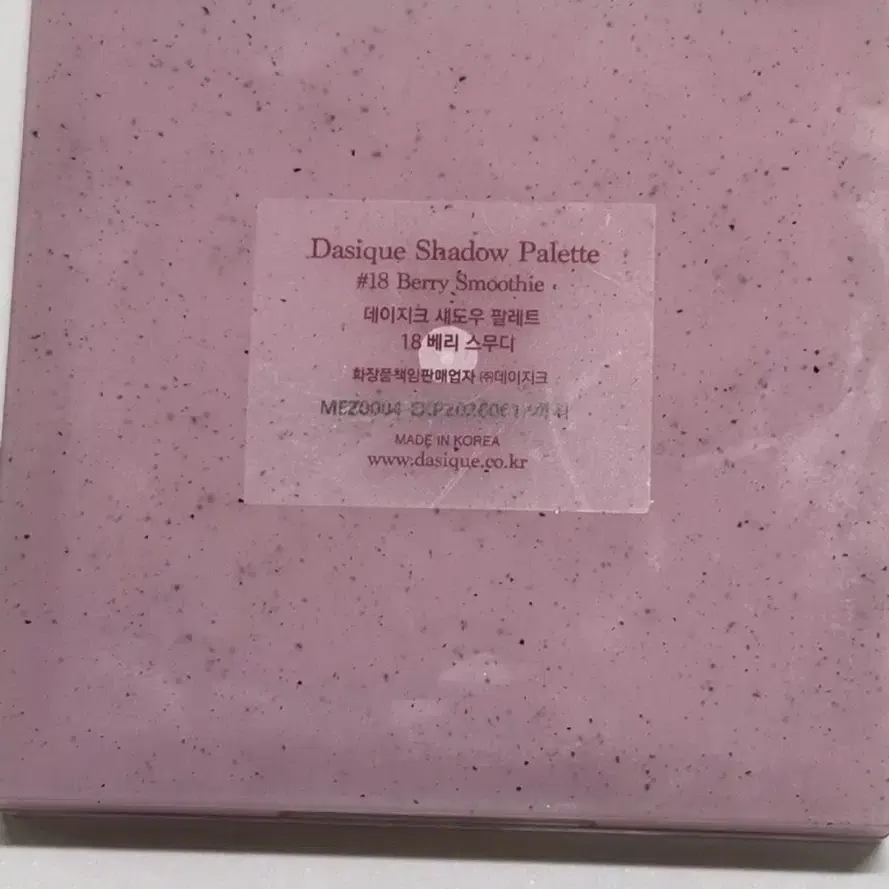 Dasique Shadow Palette
#18 Berry Smoothie
데이지크 섀도우 팔레트
18 베리 스무디
화장품책임판매업자 ㈜데이지크
MADE IN KOREA
www.dasique.co.kr